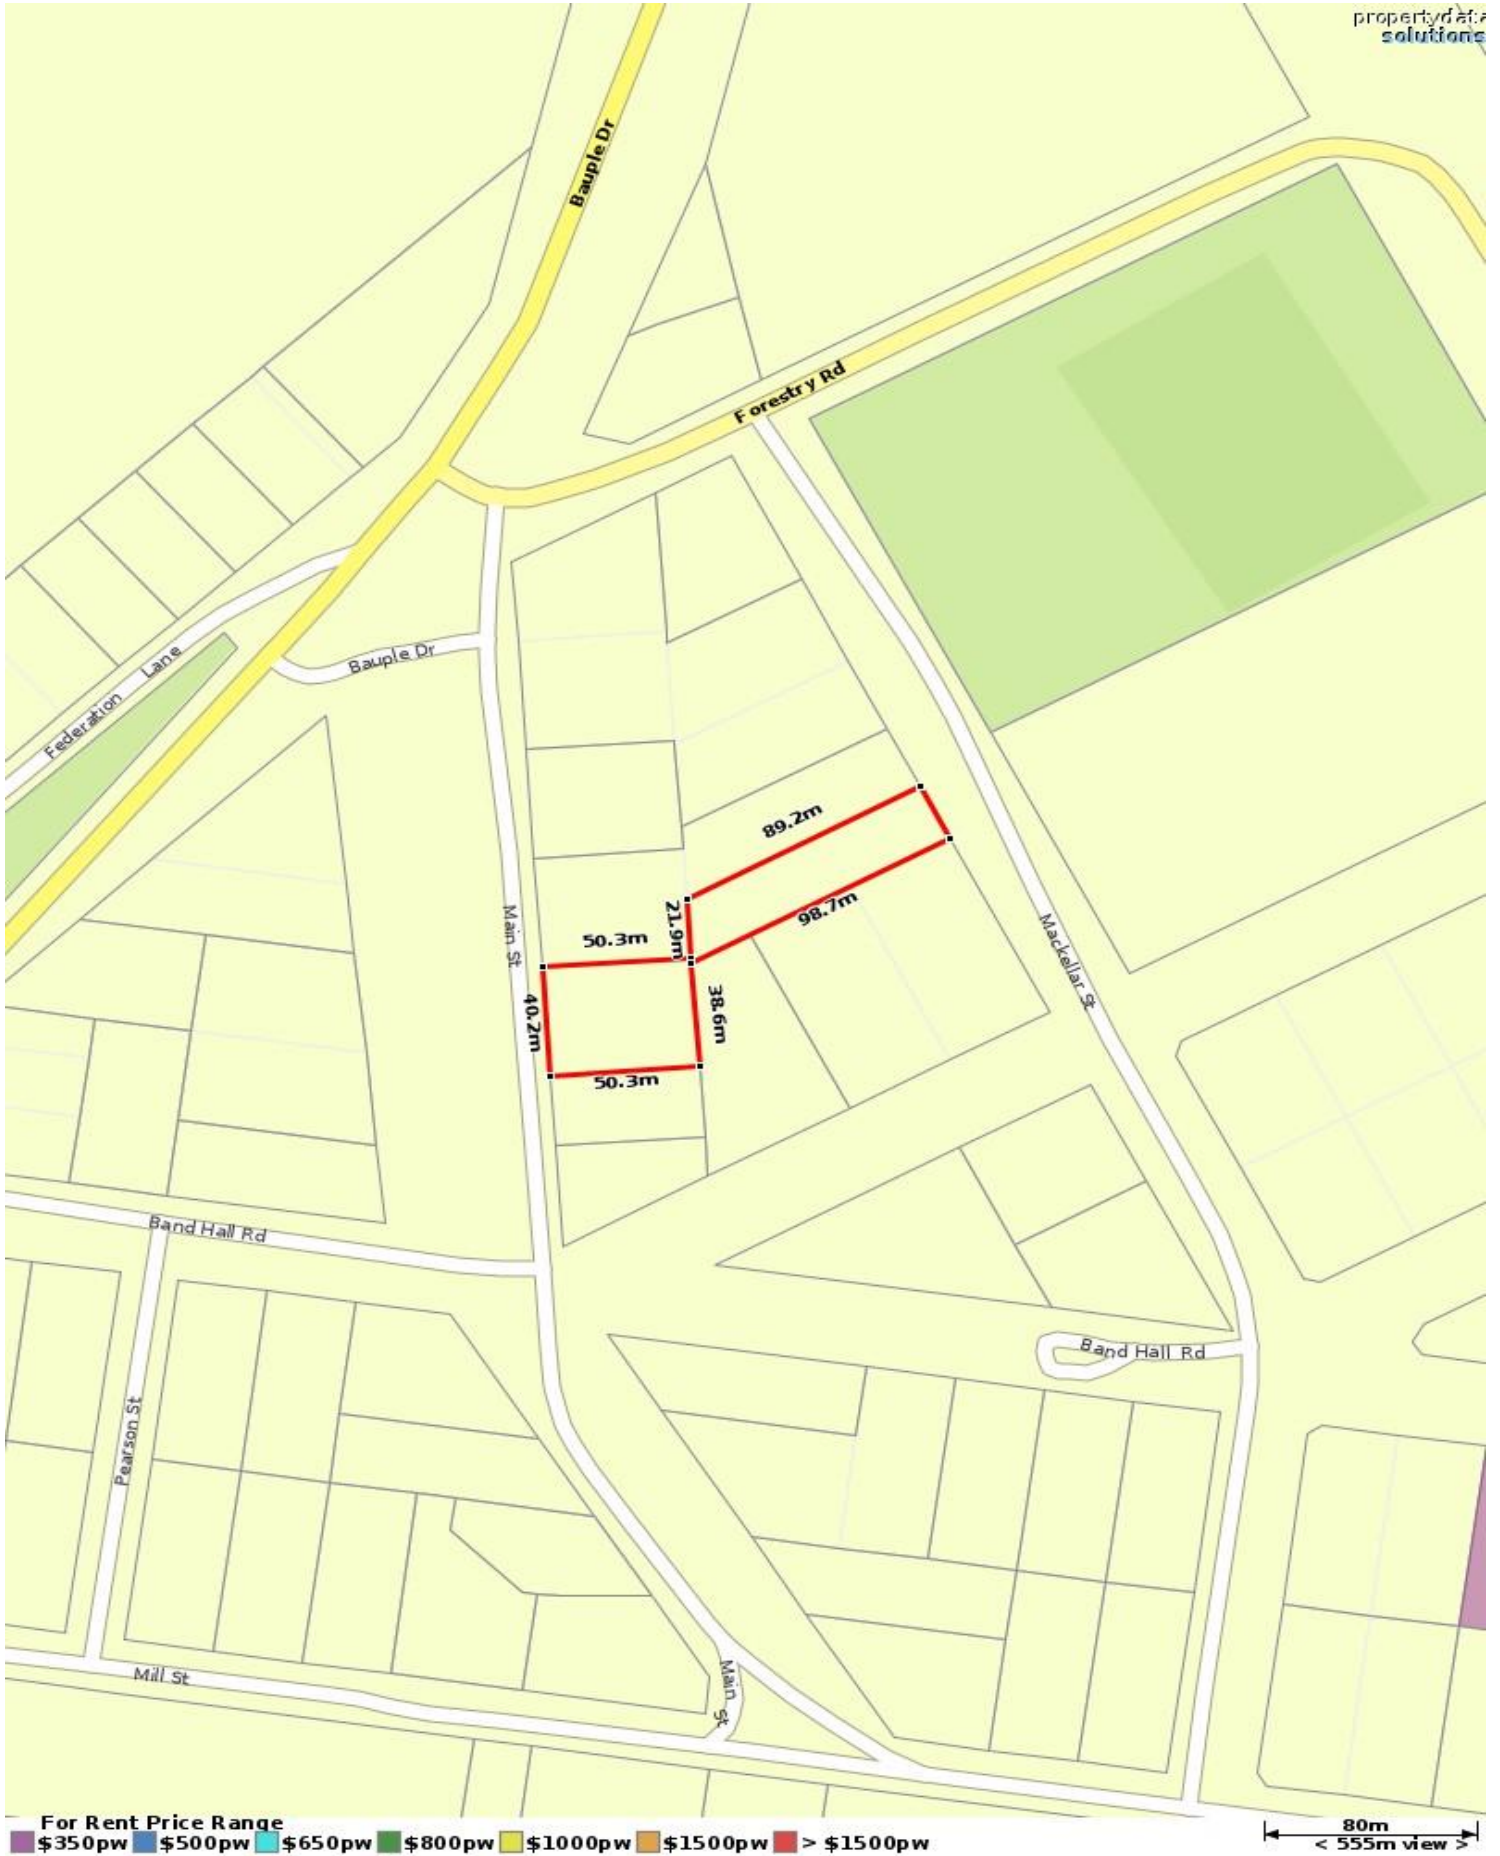 propertydata
solutions
Bauple Dr
Forestry Rd
Bauple Dr
Federation Lane
89.2m
98.7m
21.9m
50.3m
Main St
40.2m
38.6m
50.3m
Mackellar St
Band Hall Rd
Band Hall Rd
Pearson St
Main St
Mill St
For Rent Price Range
$350pw $500pw $650pw $800pw $1000pw $1500pw > $1500pw
80m
< 555m view >